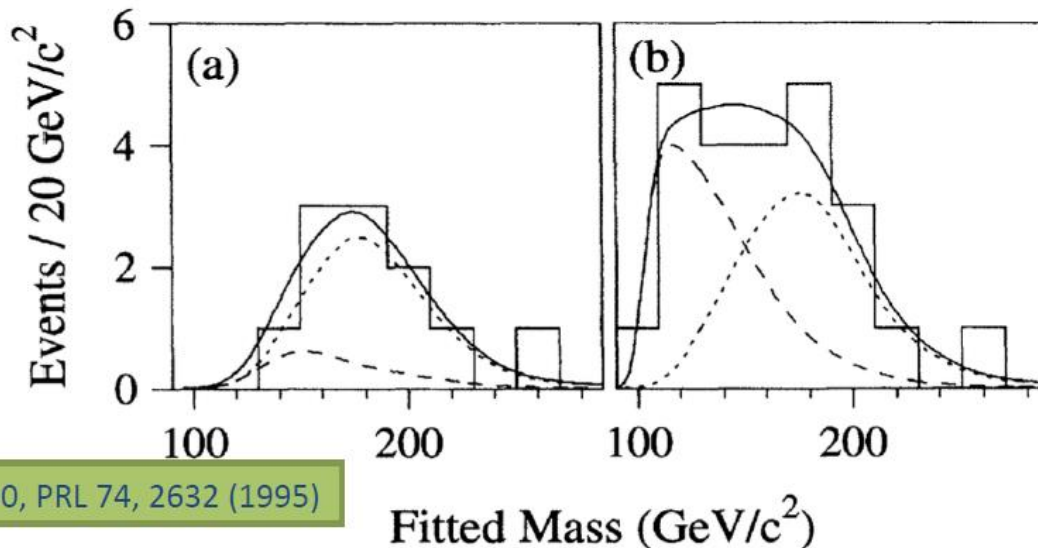 Events / 20 GeV/c²
6
4
2
0
(a)
(b)
100
200
100
200
0, PRL 74, 2632 (1995)
Fitted Mass (GeV/c²)